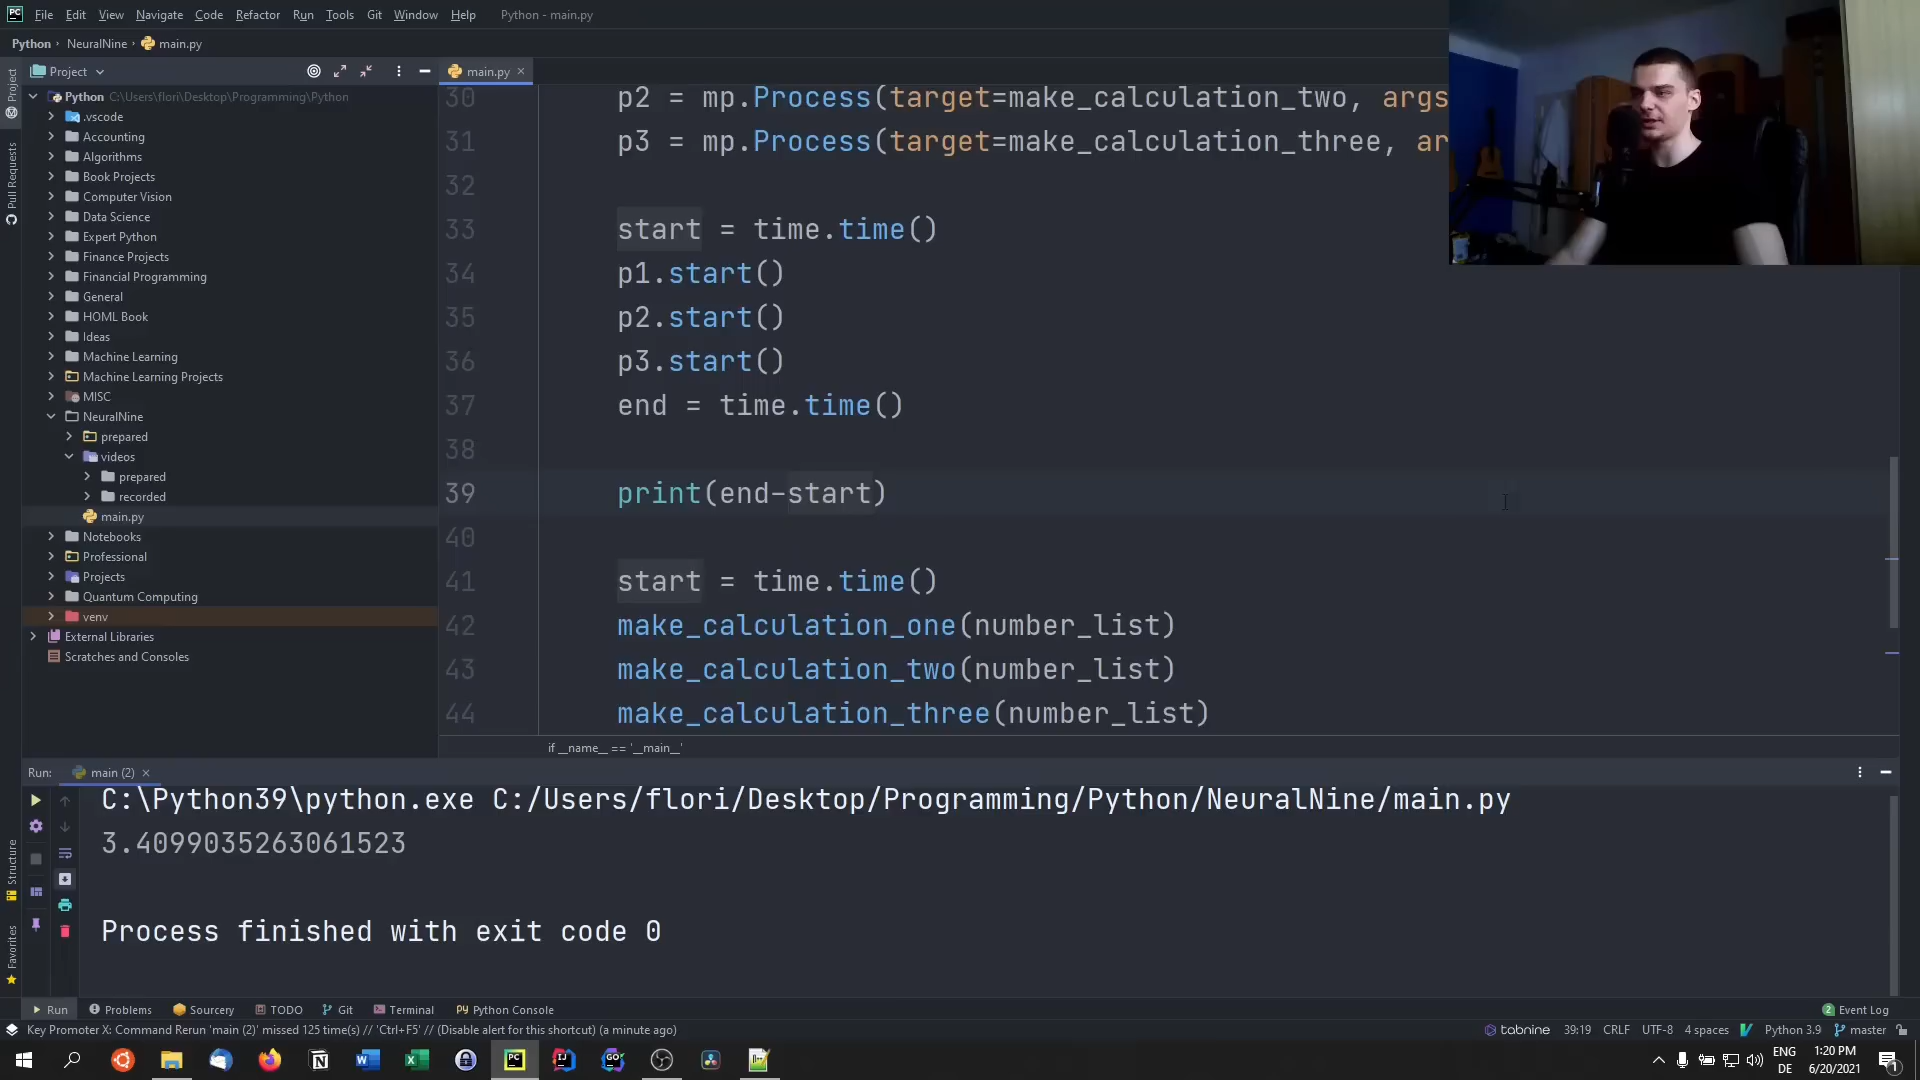 File Edit View Navigate Code Refactor Run Tools Git Window Help Python - main.py
Python NeuralNine main.py
Project
main.py
Python C:\Users\flori\Desktop\Programming\Python
.vscode
Accounting
Algorithms
Book Projects
Computer Vision
Data Science
Expert Python
Finance Projects
Financial Programming
General
HOML Book
Ideas
Machine Learning
Machine Learning Projects
MISC
NeuralNine
prepared
videos
prepared
recorded
main.py
Notebooks
Professional
Projects
Quantum Computing
venv
External Libraries
Scratches and Consoles
Project
Pull Requests
Structure
Favorites
30 p2 = mp.Process(target=make_calculation_two, args
31 p3 = mp.Process(target=make_calculation_three, ar
32
33 start = time.time()
34 p1.start()
35 p2.start()
36 p3.start()
37 end = time.time()
38
39 print(end-start)
40
41 start = time.time()
42 make_calculation_one(number_list)
43 make_calculation_two(number_list)
44 make_calculation_three(number_list)
if __name__ == '__main__'
Run: main (2)
C:\Python39\python.exe C:/Users/flori/Desktop/Programming/Python/NeuralNine/main.py
3.4099035263061523
Process finished with exit code 0
Run Problems Sourcery TODO Git Terminal Python Console 2 Event Log
Key Promoter X: Command Rerun 'main (2)' missed 125 time(s) // 'Ctrl+F5' // (Disable alert for this shortcut) (a minute ago) tabnine 39:19 CRLF UTF-8 4 spaces Python 3.9 master
ENG 1:20 PM
DE 6/20/2021